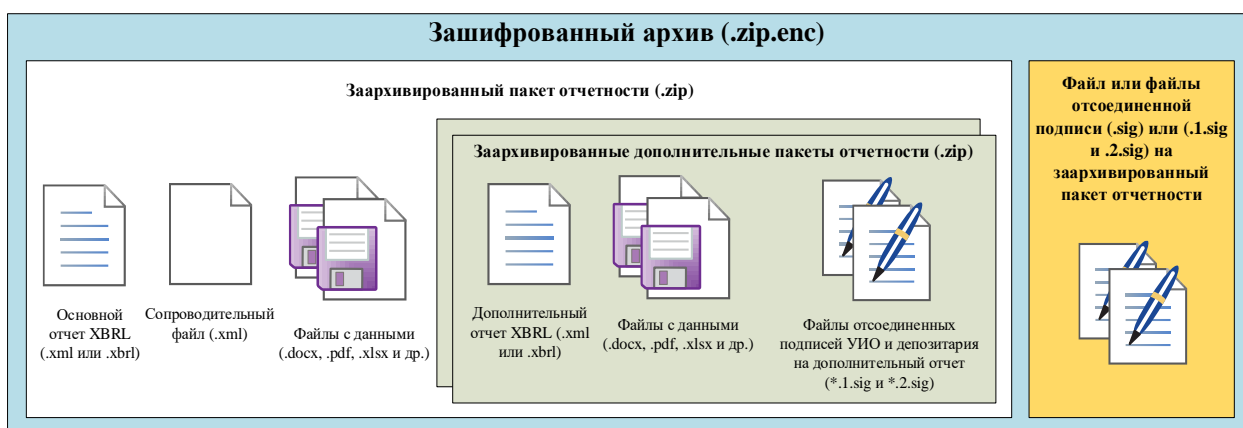 Зашифрованный архив (.zip.enc)
Заархивированный пакет отчетности (.zip)
Основной
отчет XBRL
(.xml или .xbrl)
Сопроводительный
файл (.xml)
Файлы с данными
(.docx, .pdf, .xlsx и др.)
Заархивированные дополнительные пакеты отчетности (.zip)
Дополнительный
отчет XBRL (.xml
или .xbrl)
Файлы с данными
(.docx, .pdf, .xlsx и др.)
Файлы отсоединенных
подписей УИО и депозитария
на дополнительный отчет
(*.1.sig и *.2.sig)
Файл или файлы
отсоединенной
подписи (.sig) или (.1.sig
и .2.sig) на
заархивированный
пакет отчетности